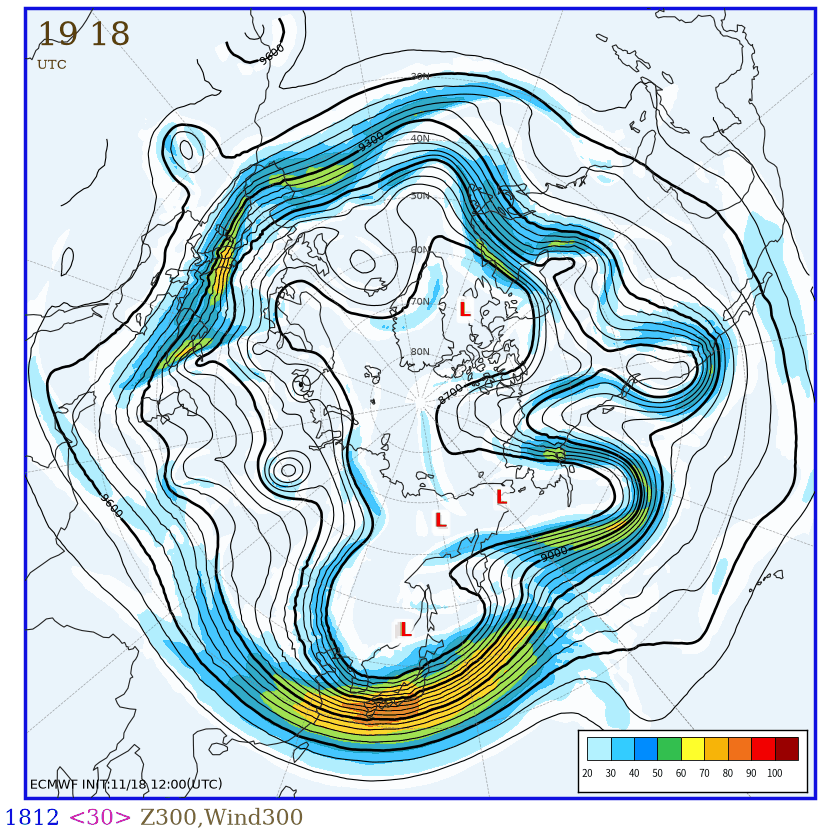 19 18
UTC
9600
30N
9300
40N
30N
60N
70N
L
80N
8700
L
L
9600
9000
L
20 30 40 50 60 70 80 90 100
ECMWF INIT:11/18 12:00(UTC)
1812 <30> Z300,Wind300